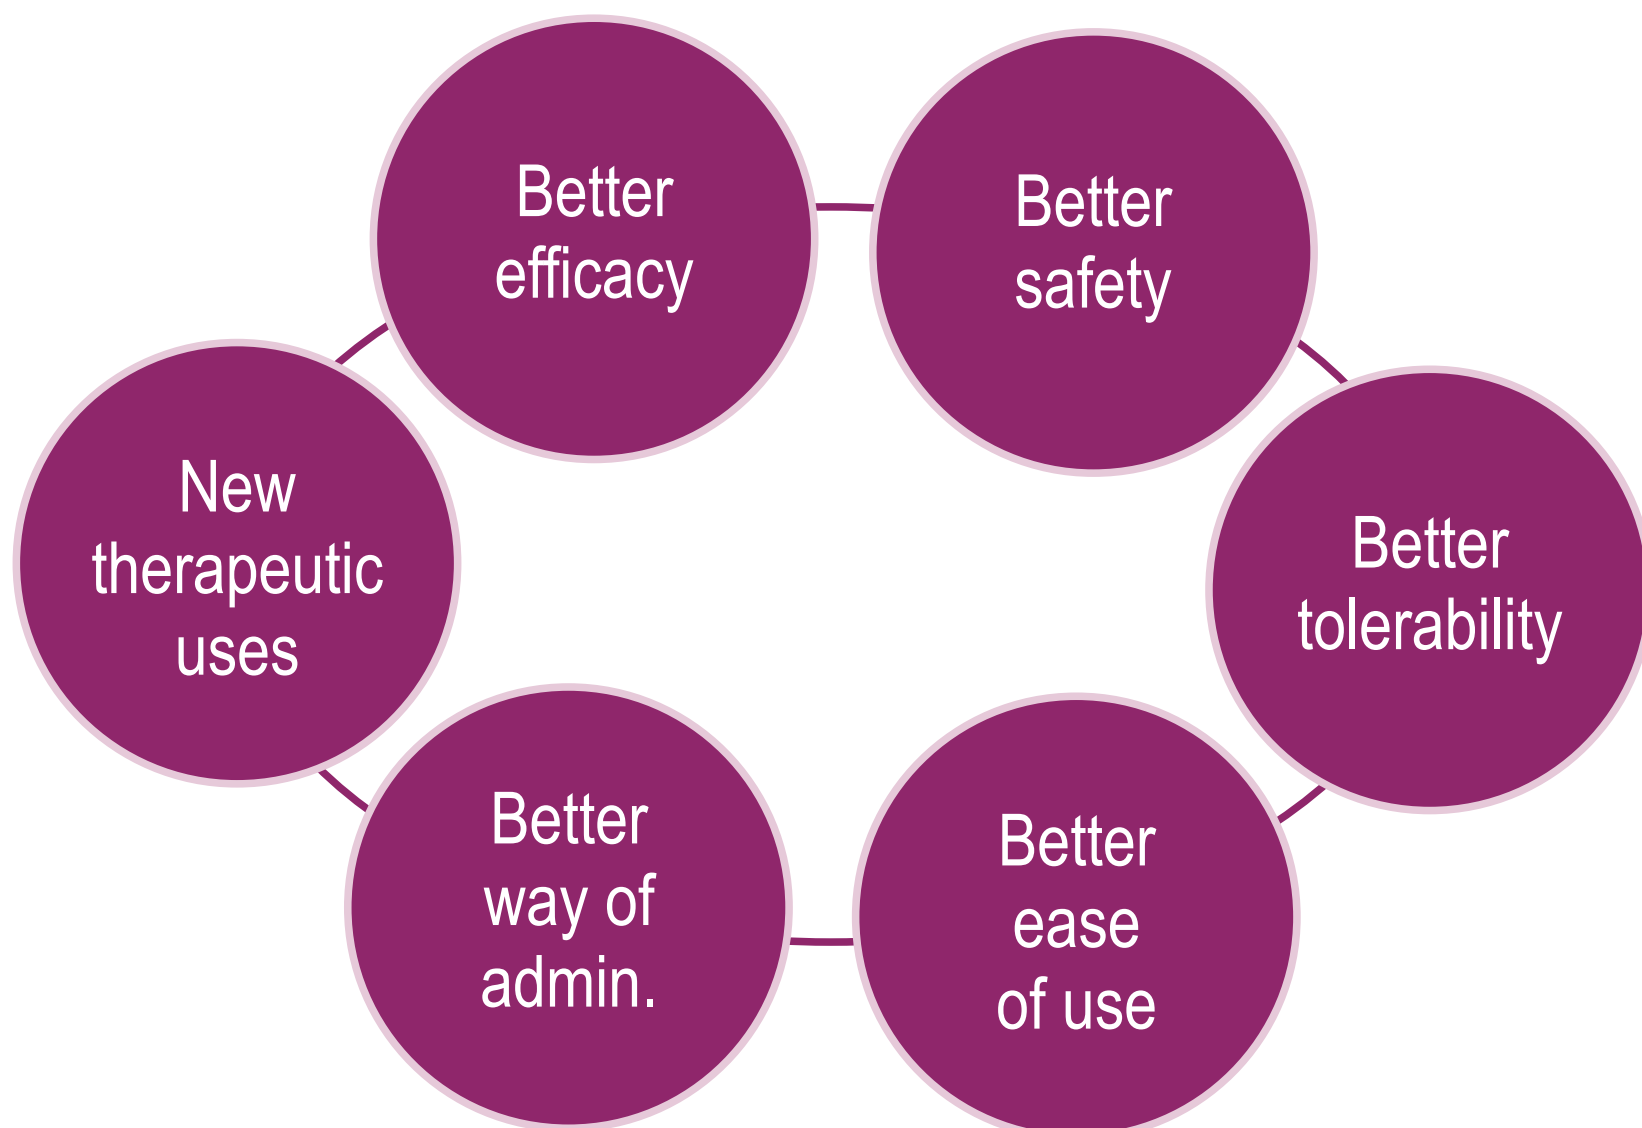 Better
efficacy
Better
safety
New
therapeutic
uses
Better
tolerability
Better
way of
admin.
Better
ease
of use